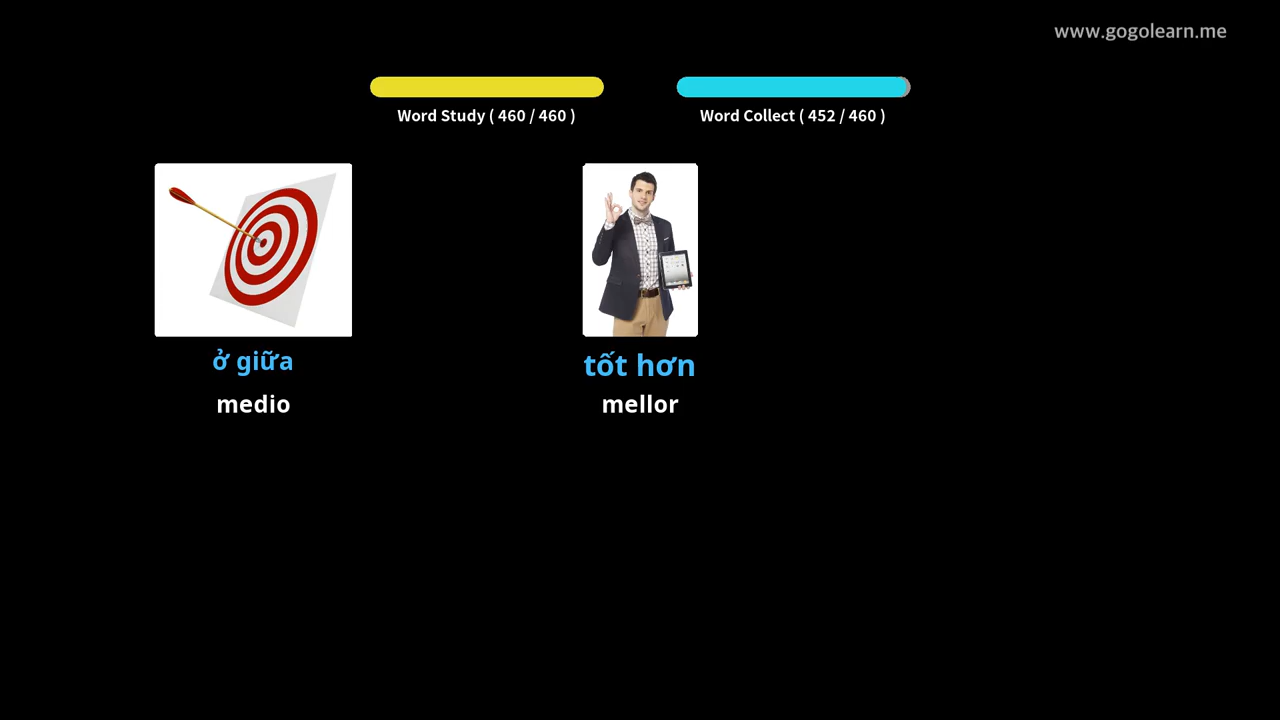 www.gogolearn.me
Word Study ( 460 / 460 )
Word Collect ( 452 / 460 )
ở giữa
medio
tốt hơn
mellor